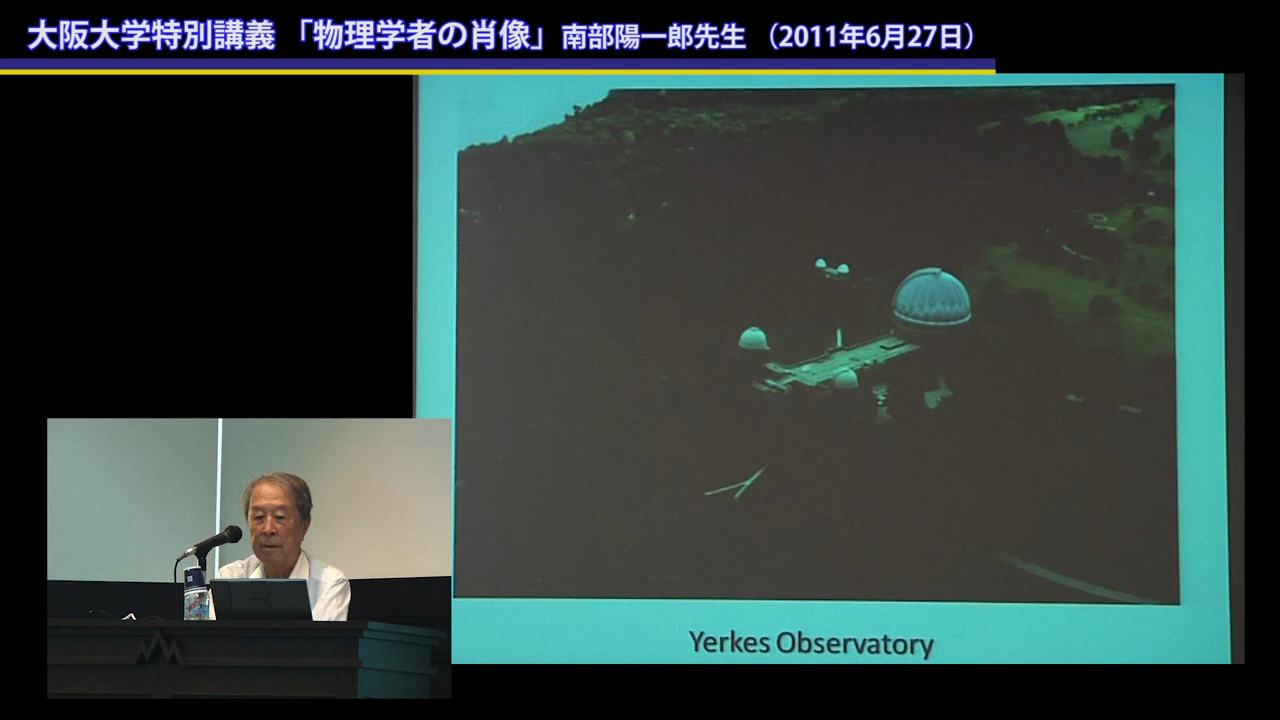 大阪大学特別講義 「物理学者の肖像」 南部陽一郎先生 （2011年6月27日）
Yerkes Observatory